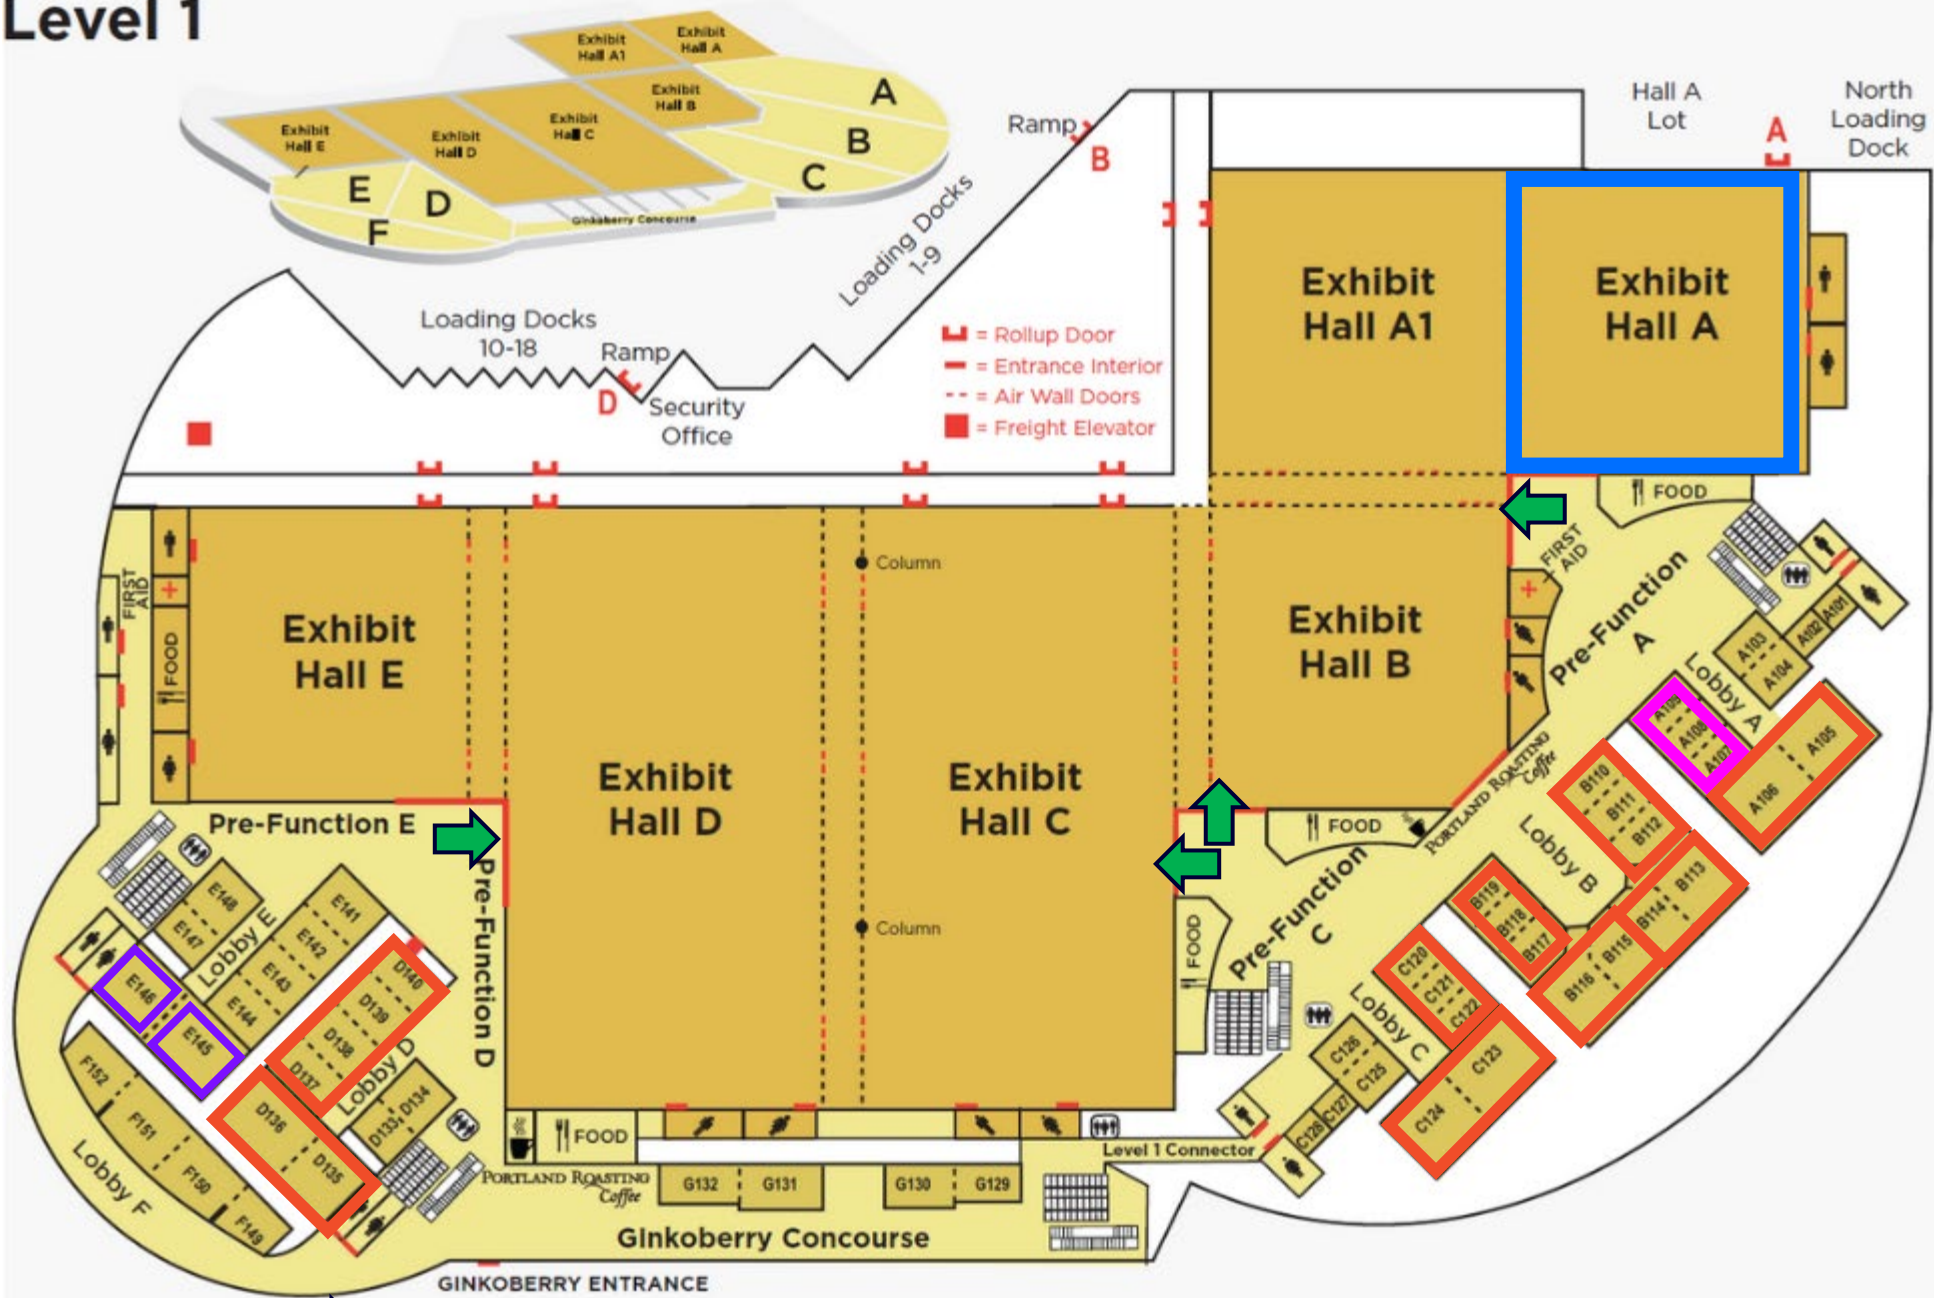 Level 1
Exhibit
Hall A1
Exhibit
Hall A
Exhibit
Hall B
Exhibit
Hall C
Exhibit
Hall D
Exhibit
Hall E
A
B
C
D
E
F
Ginkoberry Concourse
Ramp
B
Hall A
Lot
A
North
Loading
Dock
Loading Docks
1-9
Loading Docks
10-18
Ramp
D
Security
Office
= Rollup Door
= Entrance Interior
= Air Wall Doors
= Freight Elevator
Exhibit
Hall A1
Exhibit
Hall A
FOOD
FIRST
AID
Exhibit
Hall B
Pre-Function
A
A101
A102
A103
A104
Lobby A
A105
A106
A107
A108
A109
PORTLAND ROASTING
Coffee
B110
B111
B112
Lobby B
B113
B114
B115
B116
B117
B118
B119
FOOD
Pre-Function
C
FOOD
C120
C121
C122
Lobby C
C123
C124
C125
C126
C127
C128
Column
Column
Exhibit
Hall C
Exhibit
Hall D
Exhibit
Hall E
FIRST
AID
FOOD
Pre-Function E
Pre-Function D
E148
E147
Lobby E
E141
E142
E143
E144
E146
E145
D140
D139
D138
D137
Lobby D
D136
D135
D134
D133
F152
F151
F150
F149
Lobby F
FOOD
PORTLAND ROASTING
Coffee
G132
G131
G130
G129
Level 1 Connector
Ginkoberry Concourse
GINKOBERRY ENTRANCE